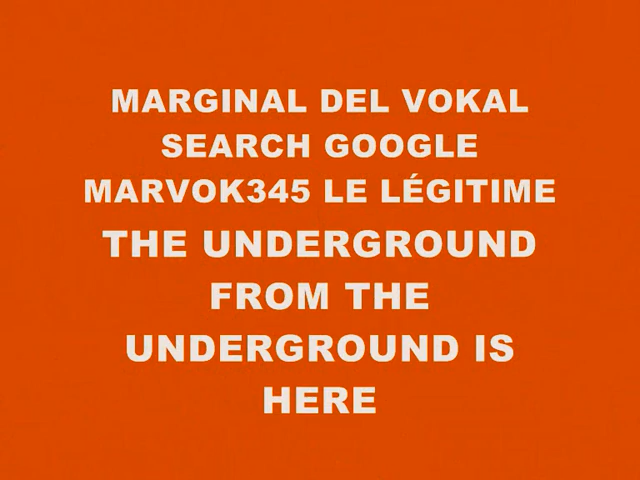 MARGINAL DEL VOKAL
SEARCH GOOGLE
MARVOK345 LE LÉGITIME
THE UNDERGROUND
FROM THE
UNDERGROUND IS
HERE